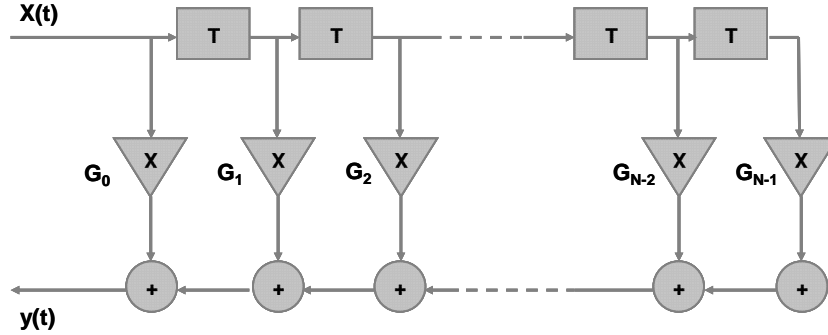 X(t)
T T T T
X X X X X
G0 G1 G2 GN-2 GN-1
+ + + + +
y(t)